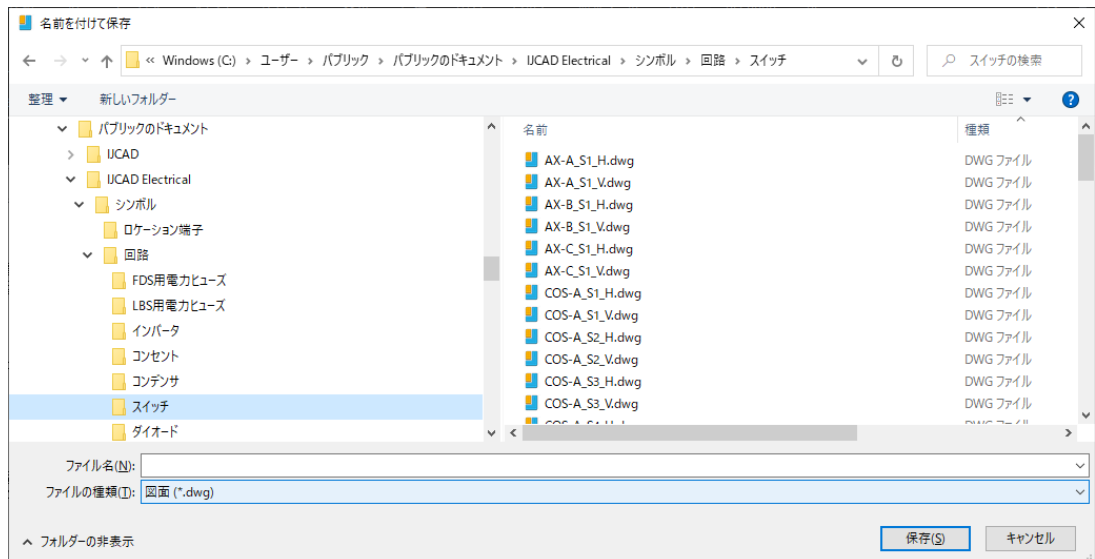 名前を付けて保存
« Windows (C:) › ユーザー › パブリック › パブリックのドキュメント › IJCAD Electrical › シンボル › 回路 › スイッチ
スイッチの検索
整理 新しいフォルダー
パブリックのドキュメント
IJCAD
IJCAD Electrical
シンボル
ロケーション端子
回路
FDS用電力ヒューズ
LBS用電力ヒューズ
インバータ
コンセント
コンデンサ
スイッチ
ダイオード
名前 種類
AX-A_S1_H.dwg DWG ファイル
AX-A_S1_V.dwg DWG ファイル
AX-B_S1_H.dwg DWG ファイル
AX-B_S1_V.dwg DWG ファイル
AX-C_S1_H.dwg DWG ファイル
AX-C_S1_V.dwg DWG ファイル
COS-A_S1_H.dwg DWG ファイル
COS-A_S1_V.dwg DWG ファイル
COS-A_S2_H.dwg DWG ファイル
COS-A_S2_V.dwg DWG ファイル
COS-A_S3_H.dwg DWG ファイル
COS-A_S3_V.dwg DWG ファイル
ファイル名(N):
ファイルの種類(T): 図面 (*.dwg)
フォルダーの非表示
保存(S) キャンセル